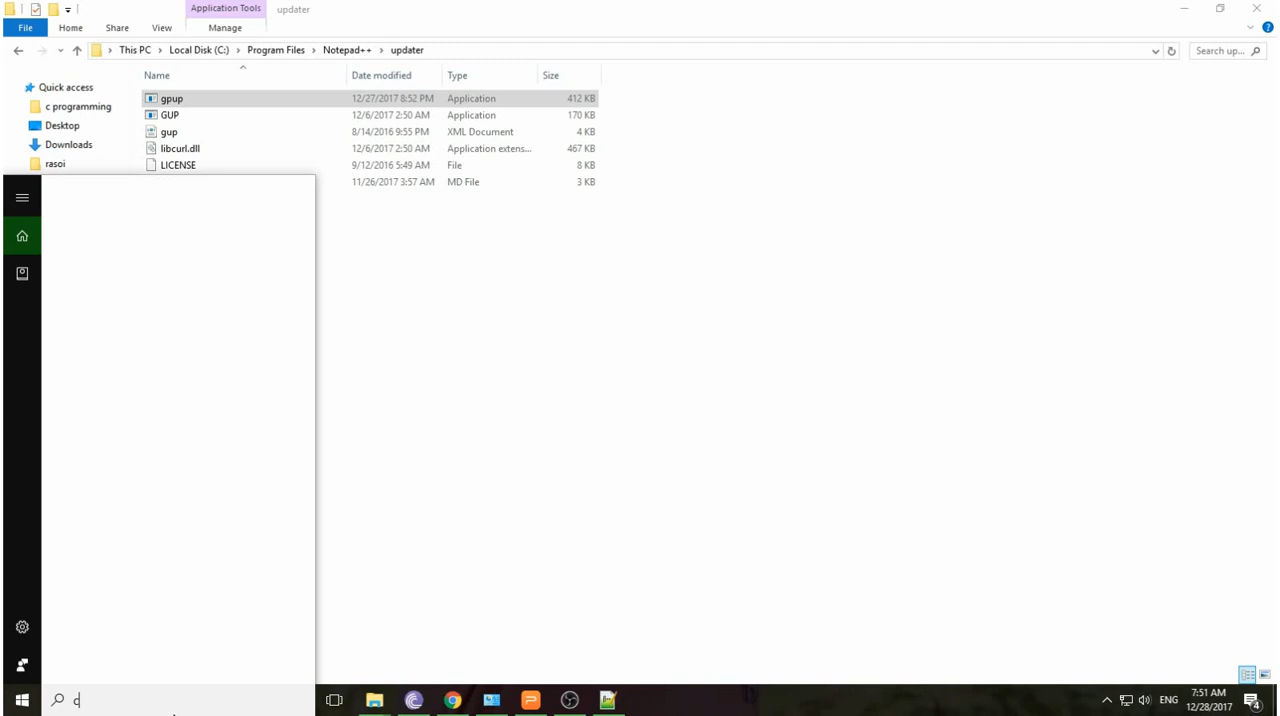 Application Tools updater
File Home Share View Manage
This PC Local Disk (C:) Program Files Notepad++ updater Search up...
Name Date modified Type Size
Quick access
c programming
Desktop
Downloads
rasoi
gpup 12/27/2017 8:52 PM Application 412 KB
GUP 12/6/2017 2:50 AM Application 170 KB
gup 8/14/2016 9:55 PM XML Document 4 KB
libcurl.dll 12/6/2017 2:50 AM Application extens... 467 KB
LICENSE 9/12/2016 5:49 AM File 8 KB
11/26/2017 3:57 AM MD File 3 KB
c
ENG 7:51 AM
12/28/2017
4